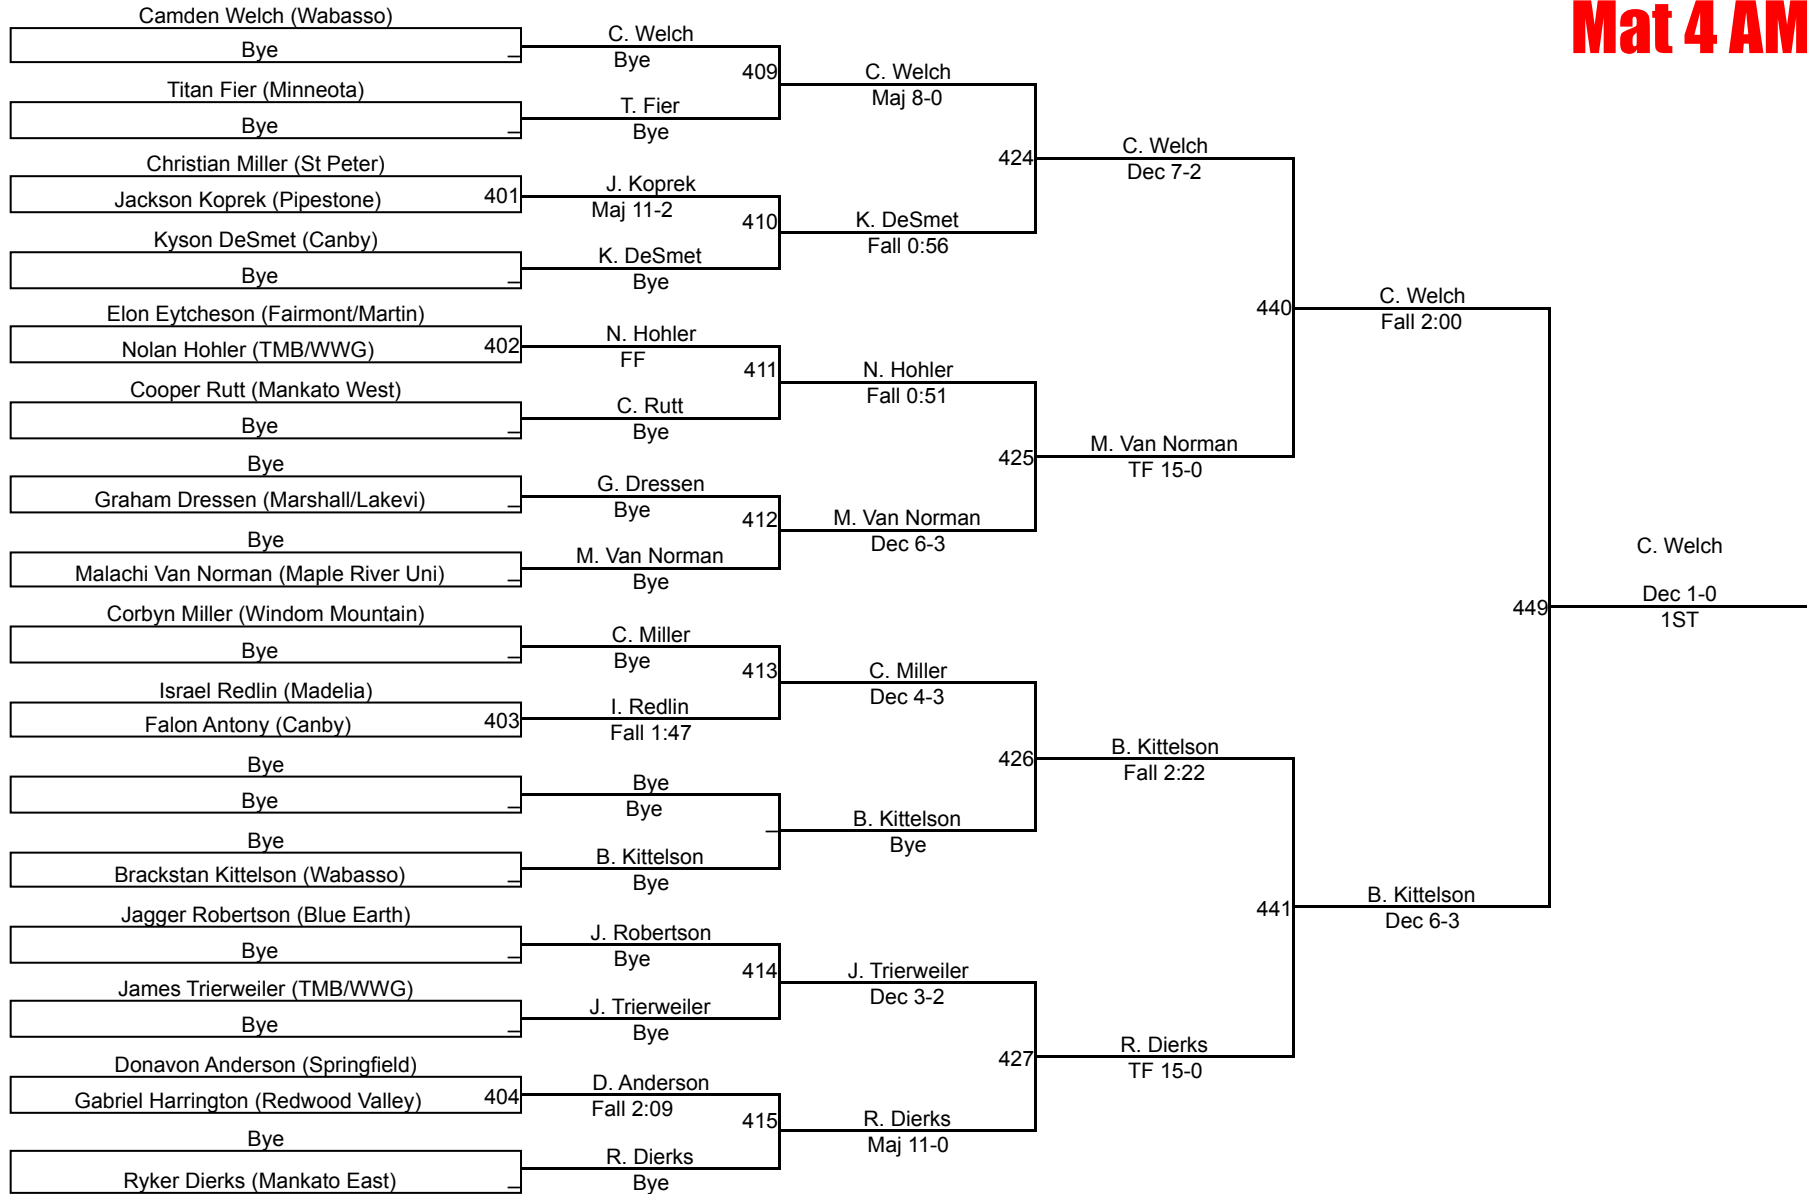 Mat 4 AM
Camden Welch (Wabasso)
Bye
_
Titan Fier (Minneota)
Bye
_
Christian Miller (St Peter)
Jackson Koprek (Pipestone)
401
Kyson DeSmet (Canby)
Bye
_
Elon Eytcheson (Fairmont/Martin)
Nolan Hohler (TMB/WWG)
402
Cooper Rutt (Mankato West)
Bye
_
Bye
Graham Dressen (Marshall/Lakevi)
_
Bye
Malachi Van Norman (Maple River Uni)
_
Corbyn Miller (Windom Mountain)
Bye
_
Israel Redlin (Madelia)
Falon Antony (Canby)
403
Bye
Bye
_
Bye
Brackstan Kittelson (Wabasso)
_
Jagger Robertson (Blue Earth)
Bye
_
James Trierweiler (TMB/WWG)
Bye
_
Donavon Anderson (Springfield)
Gabriel Harrington (Redwood Valley)
404
Bye
Ryker Dierks (Mankato East)
_
C. Welch
Bye
409
T. Fier
Bye
J. Koprek
Maj 11-2
410
K. DeSmet
Bye
N. Hohler
FF
411
C. Rutt
Bye
G. Dressen
Bye
412
M. Van Norman
Bye
C. Miller
Bye
413
I. Redlin
Fall 1:47
Bye
Bye
_
B. Kittelson
Bye
J. Robertson
Bye
414
J. Trierweiler
Bye
D. Anderson
Fall 2:09
415
R. Dierks
Bye
C. Welch
Maj 8-0
424
K. DeSmet
Fall 0:56
N. Hohler
Fall 0:51
425
M. Van Norman
Dec 6-3
C. Miller
Dec 4-3
426
B. Kittelson
Bye
J. Trierweiler
Dec 3-2
427
R. Dierks
Maj 11-0
C. Welch
Dec 7-2
440
M. Van Norman
TF 15-0
B. Kittelson
Fall 2:22
441
R. Dierks
TF 15-0
C. Welch
Fall 2:00
449
B. Kittelson
Dec 6-3
C. Welch
Dec 1-0
1ST